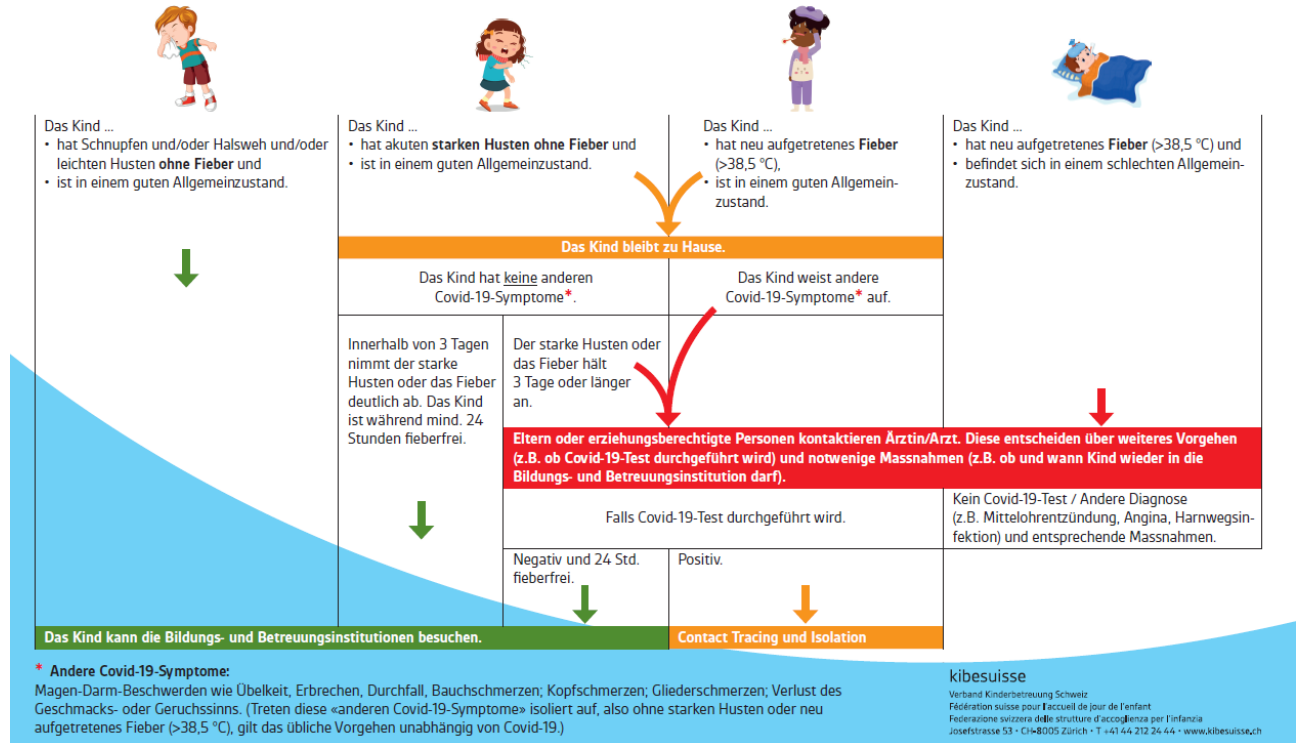 Das Kind ...
• hat Schnupfen und/oder Halsweh und/oder
leichten Husten ohne Fieber und
• ist in einem guten Allgemeinzustand.
Das Kind ...
• hat akuten starken Husten ohne Fieber und
• ist in einem guten Allgemeinzustand.
Das Kind ...
• hat neu aufgetretenes Fieber
(>38,5 °C),
• ist in einem guten Allgemein-
zustand.
Das Kind ...
• hat neu aufgetretenes Fieber (>38,5 °C) und
• befindet sich in einem schlechten Allgemein-
zustand.
Das Kind bleibt zu Hause.
Das Kind hat keine anderen
Covid-19-Symptome*.
Das Kind weist andere
Covid-19-Symptome* auf.
Innerhalb von 3 Tagen
nimmt der starke
Husten oder das Fieber
deutlich ab. Das Kind
ist während mind. 24
Stunden fieberfrei.
Der starke Husten oder
das Fieber hält
3 Tage oder länger
an.
Eltern oder erziehungsberechtigte Personen kontaktieren Ärztin/Arzt. Diese entscheiden über weiteres Vorgehen
(z.B. ob Covid-19-Test durchgeführt wird) und notwenige Massnahmen (z.B. ob und wann Kind wieder in die
Bildungs- und Betreuungsinstitution darf).
Falls Covid-19-Test durchgeführt wird.
Kein Covid-19-Test / Andere Diagnose
(z.B. Mittelohrentzündung, Angina, Harnwegsin-
fektion) und entsprechende Massnahmen.
Negativ und 24 Std.
fieberfrei.
Positiv.
Das Kind kann die Bildungs- und Betreuungsinstitutionen besuchen.
Contact Tracing und Isolation
* Andere Covid-19-Symptome:
Magen-Darm-Beschwerden wie Übelkeit, Erbrechen, Durchfall, Bauchschmerzen; Kopfschmerzen; Gliederschmerzen; Verlust des
Geschmacks- oder Geruchssinns. (Treten diese «anderen Covid-19-Symptome» isoliert auf, also ohne starken Husten oder neu
aufgetretenes Fieber (>38,5 °C), gilt das übliche Vorgehen unabhängig von Covid-19.)
kibesuisse
Verband Kinderbetreuung Schweiz
Fédération suisse pour l'accueil de jour de l'enfant
Federazione svizzera delle strutture d'accoglienza per l'infanzia
Josefstrasse 53 · CH-8005 Zürich · T +41 44 212 24 44 · www.kibesuisse.ch